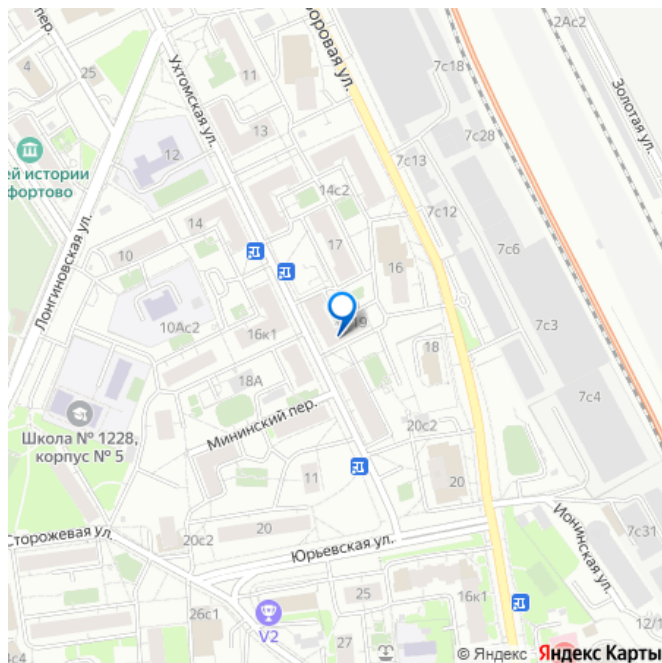 пер.
4
25
Ухтомская ул.
11
13
12
7с18
2Ас2
Золотая ул.
7с28
7с13
ей истории
фортово
14с2
7с12
14
17
10
Лонгиновская ул.
16
7с6
10Ас2
16к1
19
7с3
18
18А
7с4
Мининский пер.
Школа № 1228,
корпус № 5
20с2
11
20
Сторожевая ул.
20с2
20
Юрьевская ул.
Ионинская ул.
7с31
26с1
V2
25
16к1
27
12/1
© Яндекс Яндекс Карты